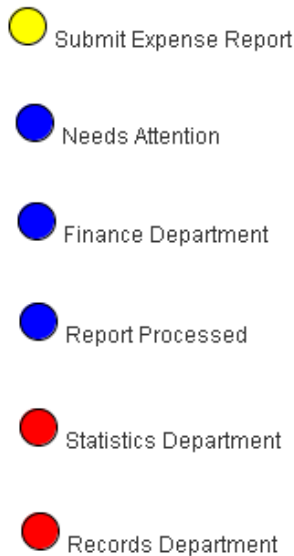 Submit Expense Report
Needs Attention
Finance Department
Report Processed
Statistics Department
Records Department